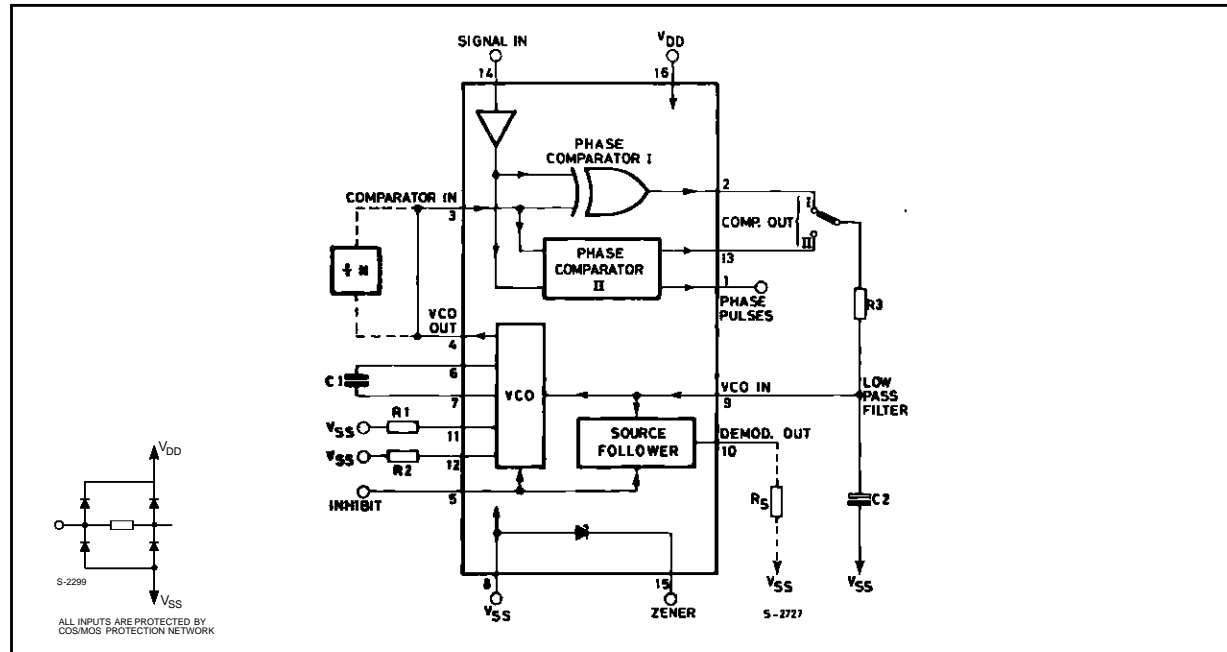 SIGNAL IN
14
VDD
16
PHASE
COMPARATOR I
COMPARATOR IN
3
2
I
COMP. OUT
II
13
÷ N
PHASE
COMPARATOR
II
1
PHASE
PULSES
R3
VCO
OUT
4
C1
6
7
VCO
VCO IN
9
LOW
PASS
FILTER
VSS
R1
11
SOURCE
FOLLOWER
DEMOD. OUT
10
VSS
R2
12
INHIBIT
5
RS
C2
8
VSS
15
ZENER
VSS
VSS
S-2727
VDD
S-2299
VSS
ALL INPUTS ARE PROTECTED BY
COS/MOS PROTECTION NETWORK